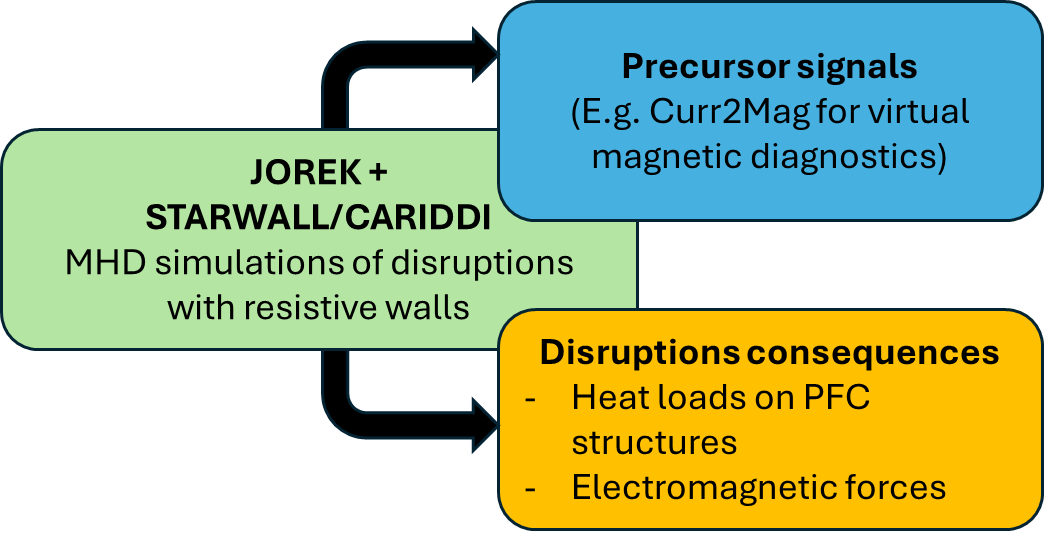 Precursor signals
(E.g. Curr2Mag for virtual
magnetic diagnostics)
JOREK +
STARWALL/CARIDDI
MHD simulations of disruptions
with resistive walls
Disruptions consequences
- Heat loads on PFC
structures
- Electromagnetic forces